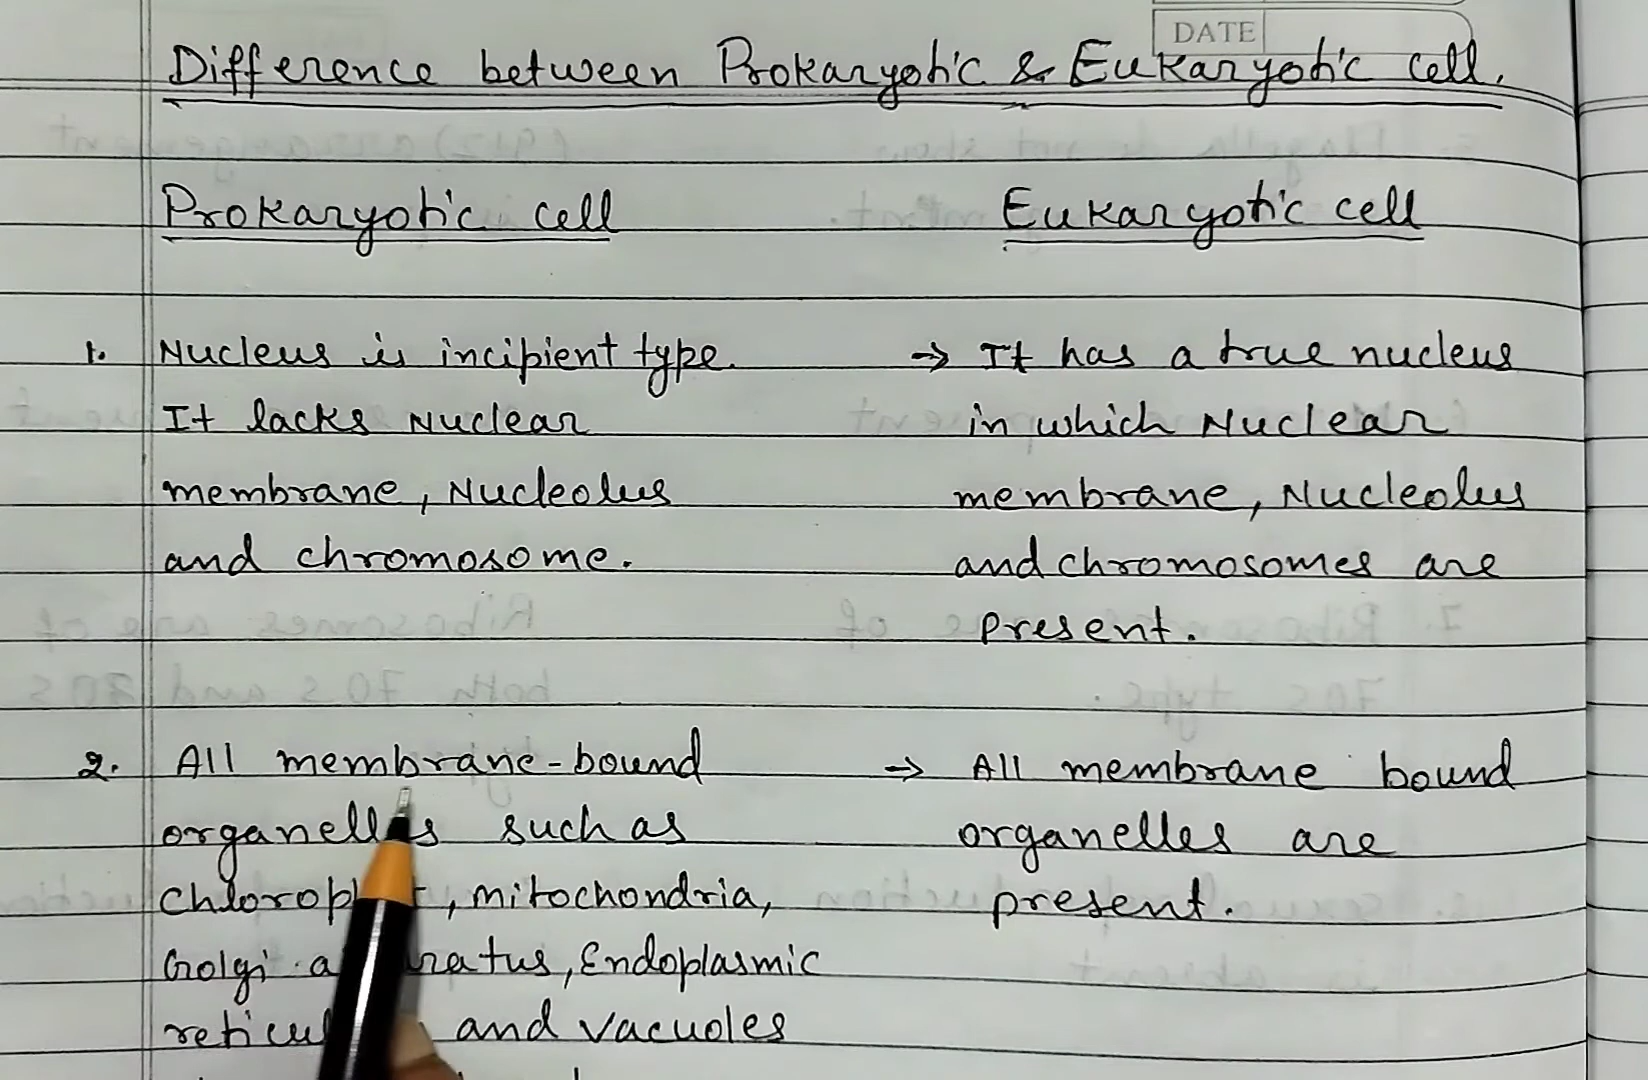 DATE
Difference between Prokaryotic & Eukaryotic cell.
Prokaryotic cell
Eukaryotic cell
1. Nucleus is incipient type.
It lacks Nuclear
membrane, Nucleolus
and chromosome.
→ It has a true nucleus
in which Nuclear
membrane, Nucleolus
and chromosomes are
present.
2. All membrane-bound
organelles such as
mitochondria,
Golgi Endoplasmic
and vacuoles
→ All membrane bound
organelles are
present.